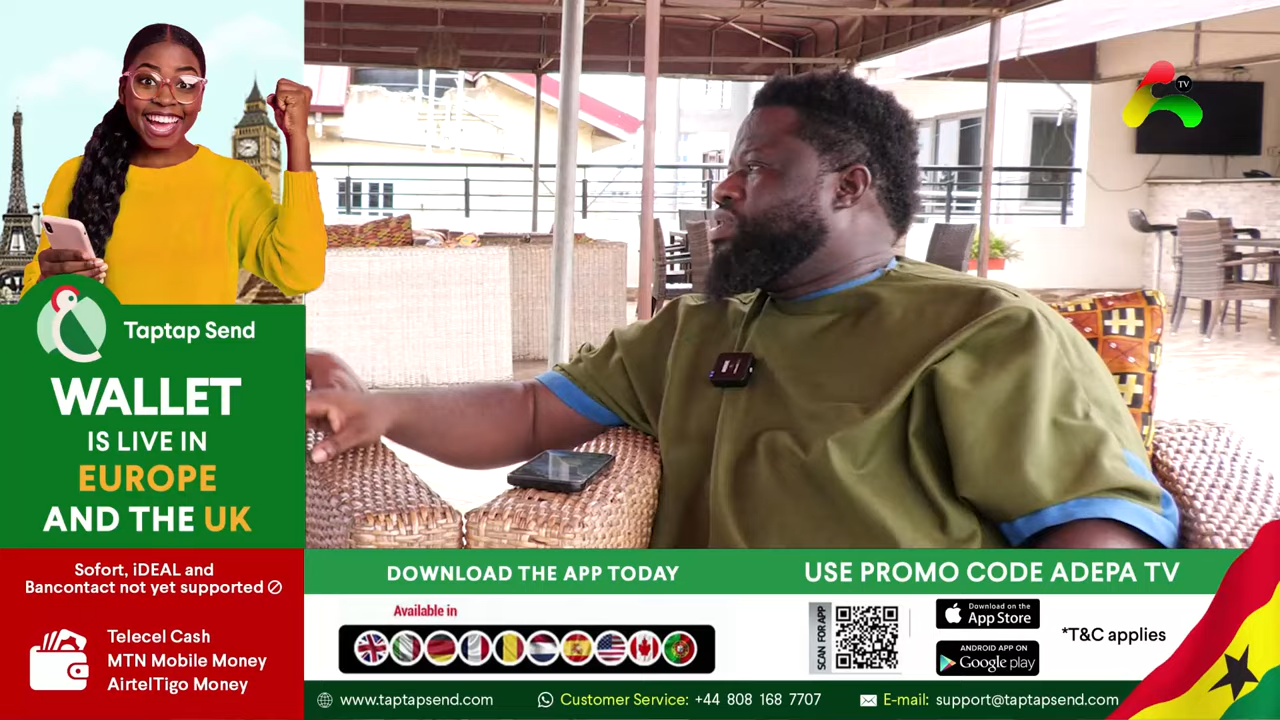 TV
Taptap Send
WALLET
IS LIVE IN
EUROPE
AND THE UK
Sofort, iDEAL and
Bancontact not yet supported
Telecel Cash
MTN Mobile Money
AirtelTigo Money
DOWNLOAD THE APP TODAY
USE PROMO CODE ADEPA TV
Available in
SCAN FOR APP
Download on the
App Store
ANDROID APP ON
Google play
*T&C applies
www.taptapsend.com
Customer Service: +44 808 168 7707
E-mail: support@taptapsend.com